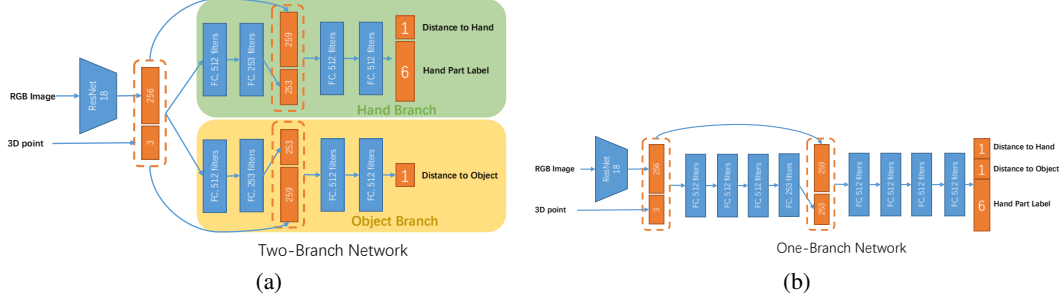 RGB Image
3D point
ResNet
18
256
3
FC, 512 filters
FC, 253 filters
259
253
FC, 512 filters
FC, 512 filters
1
6
Distance to Hand
Hand Part Label
Hand Branch
FC, 512 filters
FC, 253 filters
253
259
FC, 512 filters
FC, 512 filters
1
Distance to Object
Object Branch
Two-Branch Network
(a)
RGB Image
3D point
ResNet
18
256
3
FC, 512 filters
FC, 512 filters
FC, 512 filters
FC, 253 filters
259
253
FC, 512 filters
FC, 512 filters
FC, 512 filters
FC, 512 filters
1
1
6
Distance to Hand
Distance to Object
Hand Part Label
One-Branch Network
(b)